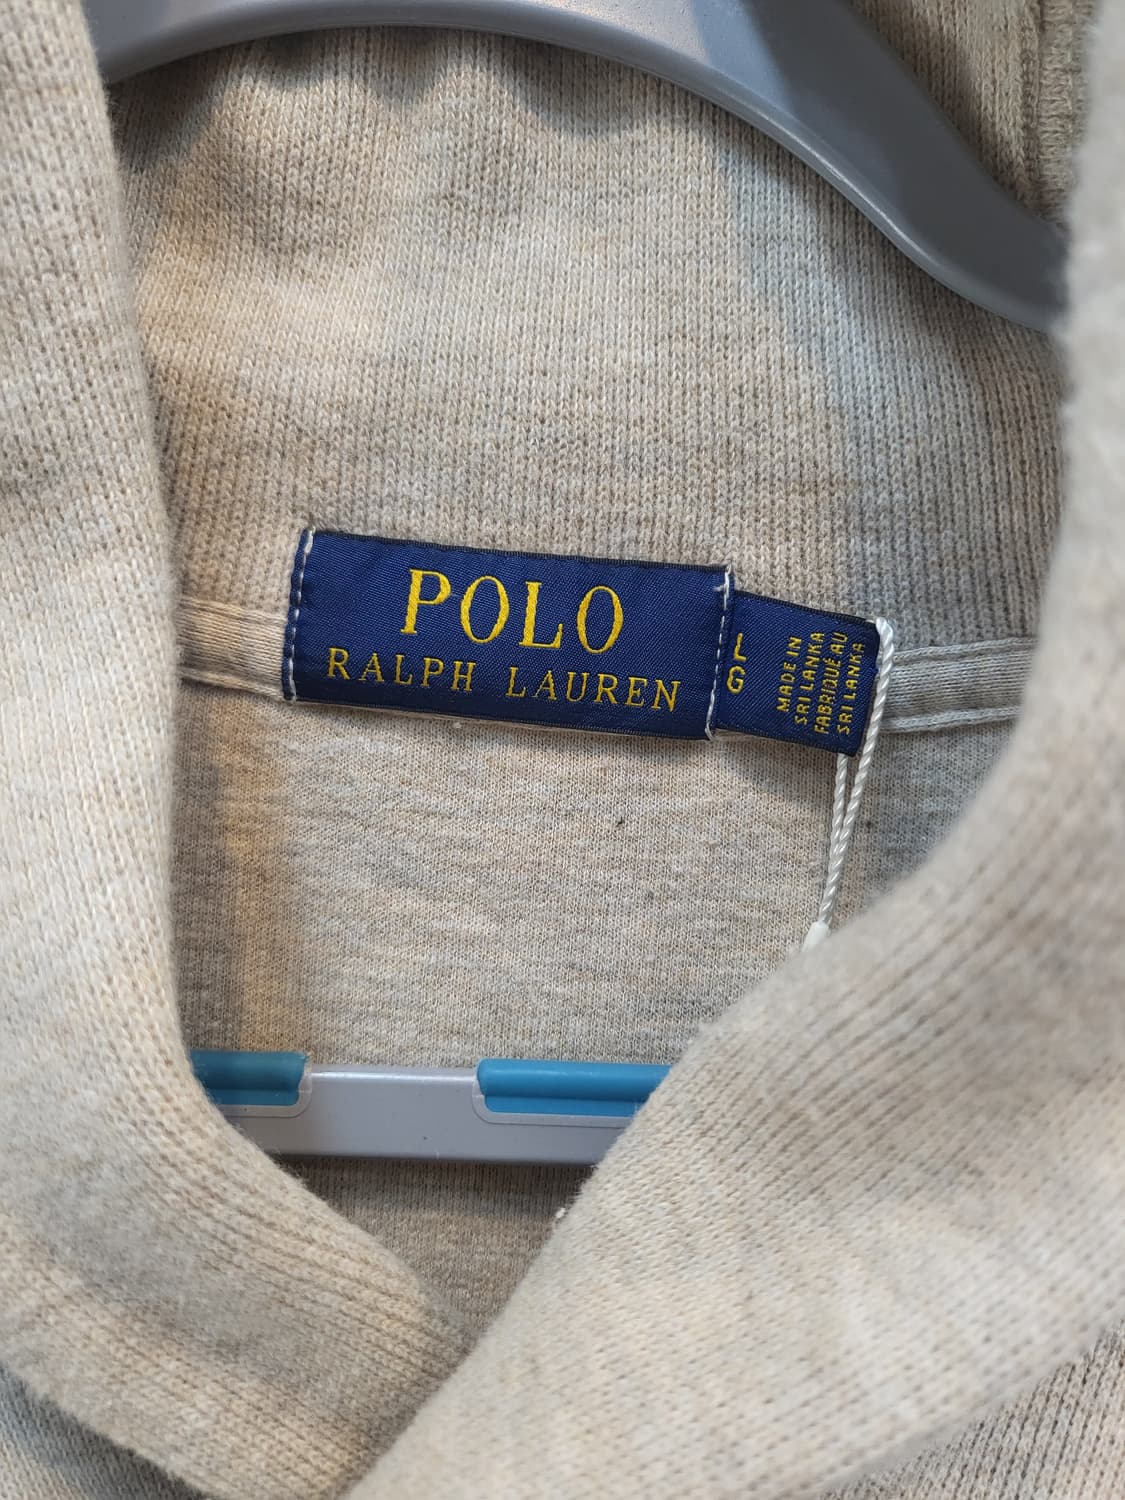 POLO
RALPH LAUREN
L
G
MADE IN
SRI LANKA
FABRIQUÉ AU
SRI LANKA